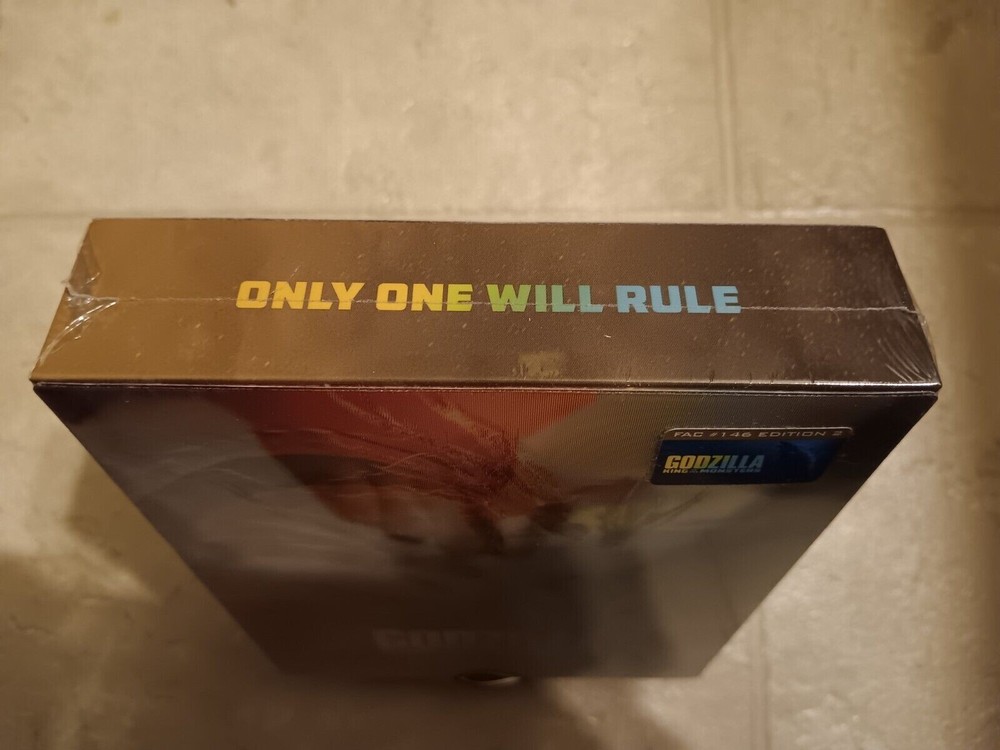 ONLY ONE WILL RULE
FAC #146 EDITION 2
GODZILLA
KING OF THE MONSTERS